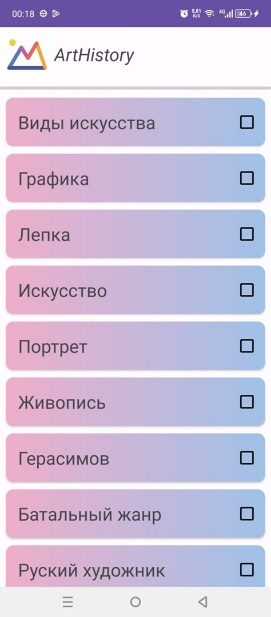 00:18
ArtHistory
Виды искусства
Графика
Лепка
Искусство
Портрет
Живопись
Герасимов
Батальный жанр
Руский художник